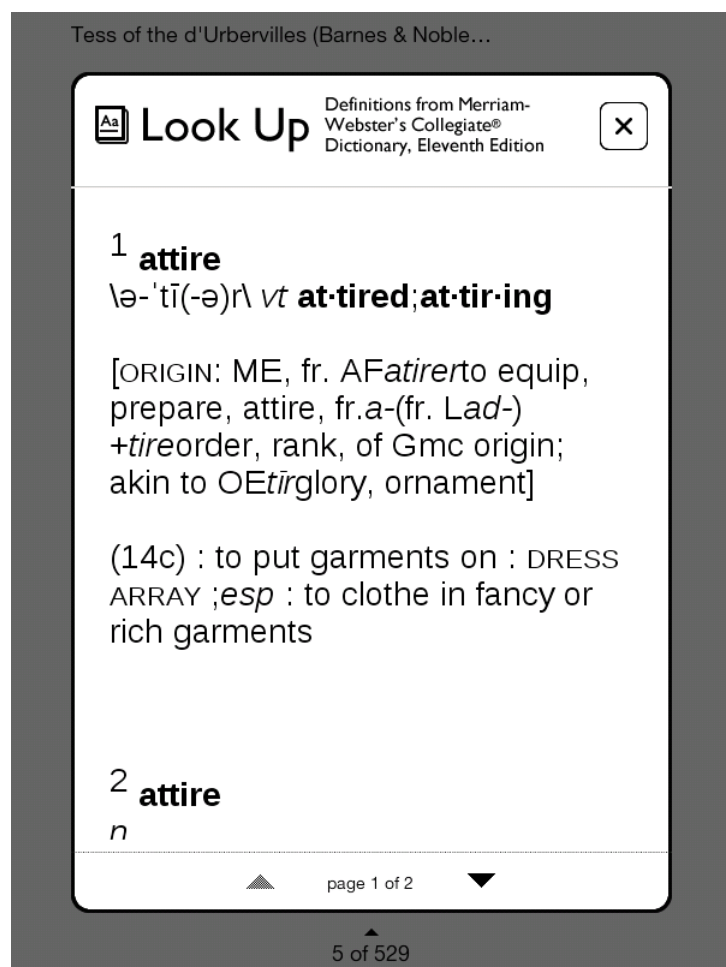 Tess of the d'Urbervilles (Barnes & Noble…
Aa
Look Up
Definitions from Merriam-
Webster's Collegiate®
Dictionary, Eleventh Edition
1 attire
\ə-ˈtī(-ə)r\ vt at·tired;at·tir·ing
[ORIGIN: ME, fr. AFatirerto equip,
prepare, attire, fr.a-(fr. Lad-)
+tireorder, rank, of Gmc origin;
akin to OEtīrglory, ornament]
(14c) : to put garments on : DRESS
ARRAY ;esp : to clothe in fancy or
rich garments
2 attire
n
page 1 of 2
5 of 529